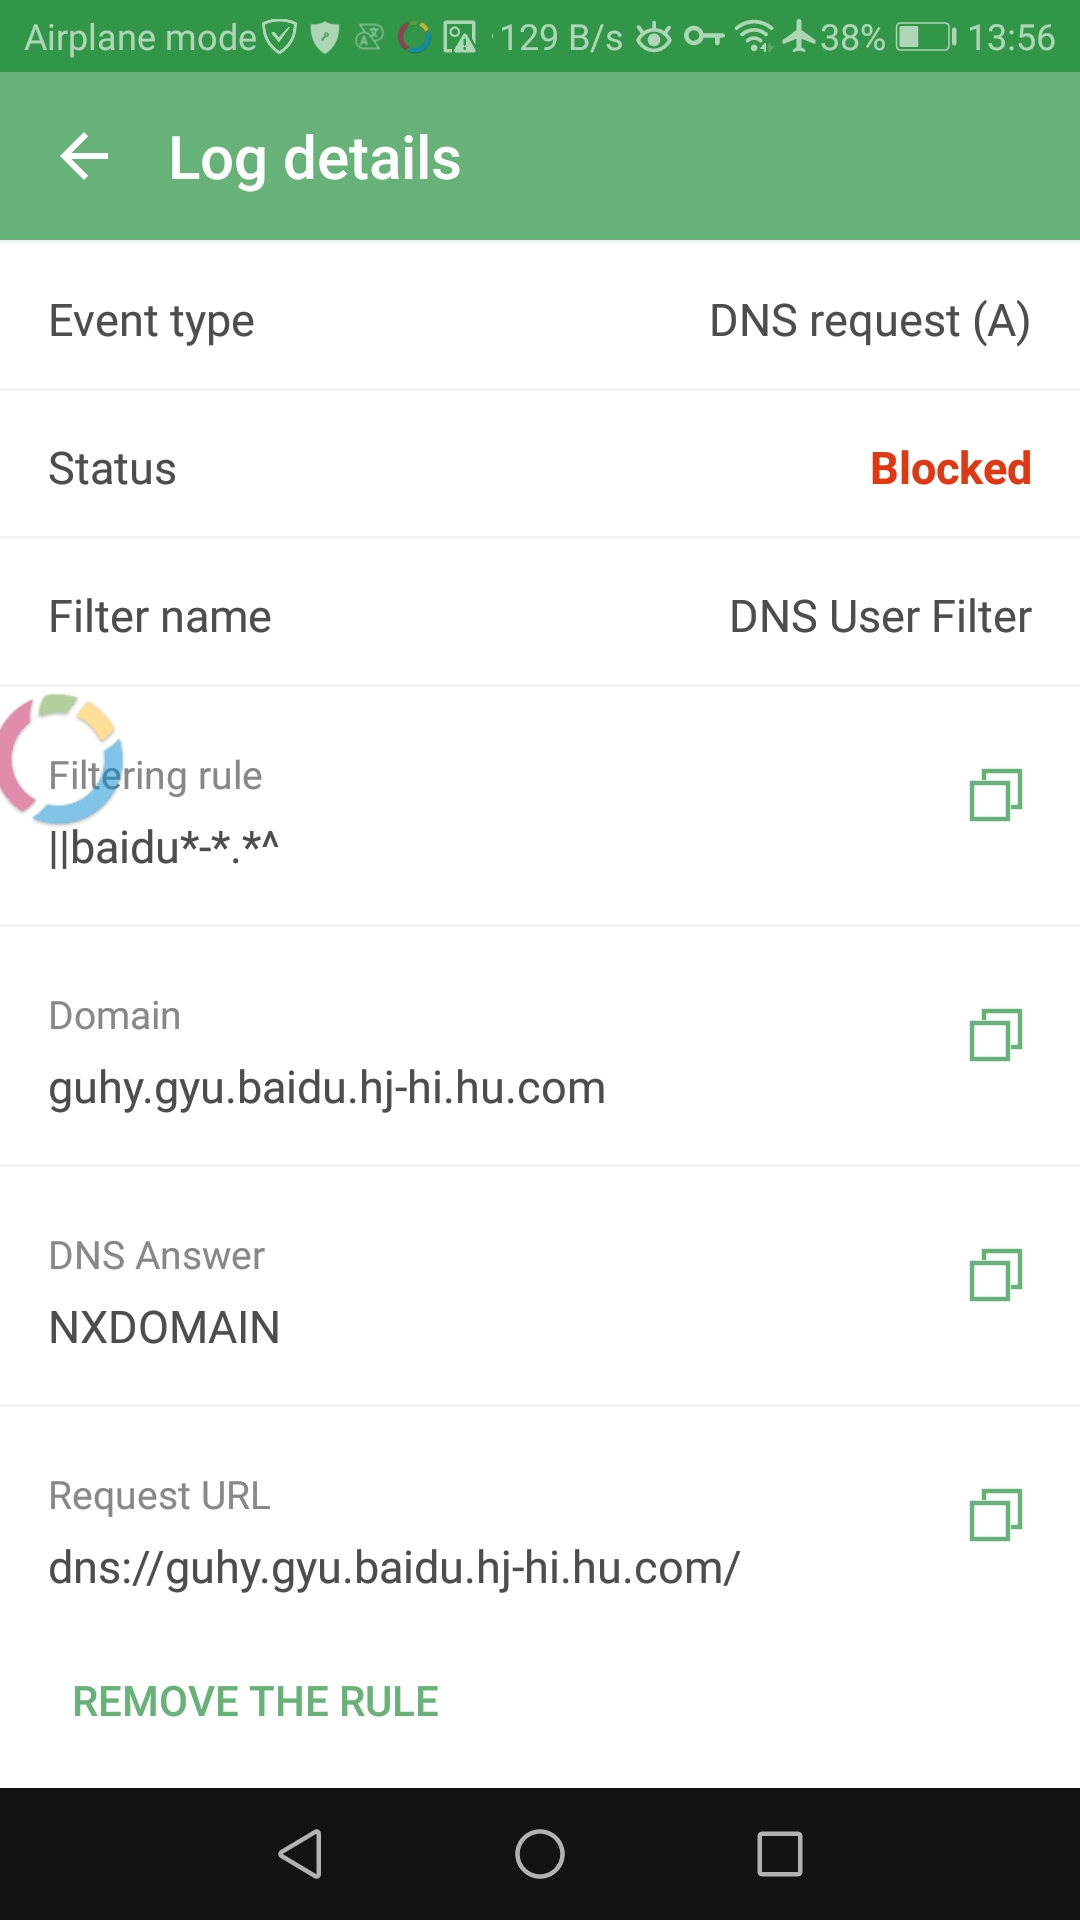 Airplane mode 129 B/s 38% 13:56
Log details
Event type DNS request (A)
Status Blocked
Filter name DNS User Filter
Filtering rule
||baidu*-*.*^
Domain
guhy.gyu.baidu.hj-hi.hu.com
DNS Answer
NXDOMAIN
Request URL
dns://guhy.gyu.baidu.hj-hi.hu.com/
REMOVE THE RULE